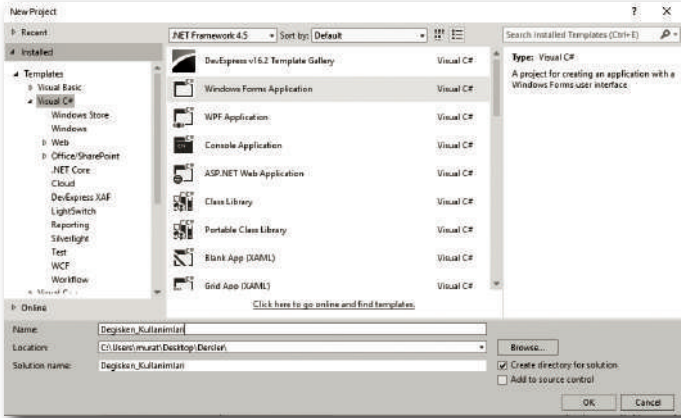 New Project
? X
Recent
.NET Framework 4.5
Sort by: Default
Search Installed Templates (Ctrl+E)
Installed
Templates
Visual Basic
Visual C#
Windows Store
Windows
Web
Office/SharePoint
.NET Core
Cloud
DevExpress XAF
LightSwitch
Reporting
Silverlight
Test
WCF
Workflow
Visual C++
Online
DevExpress v16.2 Template Gallery Visual C#
Windows Forms Application Visual C#
WPF Application Visual C#
Console Application Visual C#
ASP.NET Web Application Visual C#
Class Library Visual C#
Portable Class Library Visual C#
Blank App (XAML) Visual C#
Grid App (XAML) Visual C#
Click here to go online and find templates.
Type: Visual C#
A project for creating an application with a
Windows Forms user interface
Name: Degisken_Kullanimlari
Location: C:\Users\murat\Desktop\Dersler\
Browse...
Solution name: Degisken_Kullanimlari
Create directory for solution
Add to source control
OK
Cancel